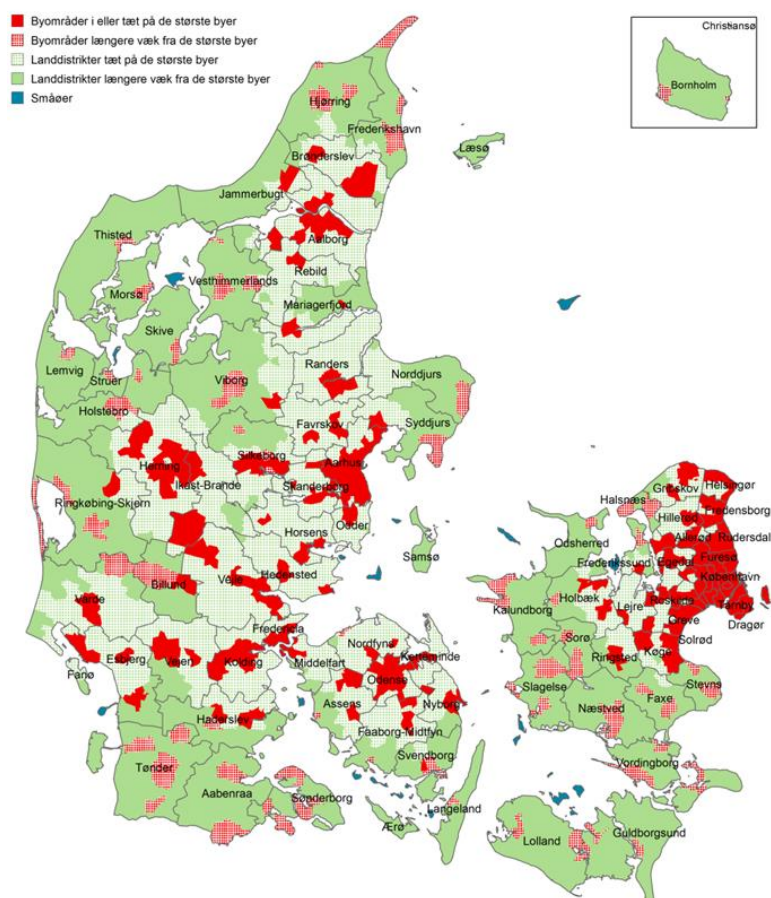 Byområder i eller tæt på de største byer
Byområder længere væk fra de største byer
Landdistrikter tæt på de største byer
Landdistrikter længere væk fra de største byer
Småøer
Christiansø
Bornholm
Hjørring
Frederikshavn
Læsø
Brønderslev
Jammerbugt
Thisted
Aalborg
Rebild
Vesthimmerlands
Morsø
Mariagerfjord
Skive
Lemvig
Struer
Viborg
Randers
Norddjurs
Holstebro
Syddjurs
Favrskov
Herning
Silkeborg
Aarhus
Ikast-Brande
Skanderborg
Ringkøbing-Skjern
Odder
Horsens
Samsø
Hedensted
Billund
Vejle
Varde
Fredericia
Esbjerg
Vejen
Kolding
Middelfart
Nordfyns
Kerteminde
Fanø
Odense
Assens
Nyborg
Haderslev
Faaborg-Midtfyn
Svendborg
Tønder
Aabenraa
Sønderborg
Ærø
Langeland
Gribskov
Helsingør
Halsnæs
Fredensborg
Hillerød
Odsherred
Allerød
Rudersdal
Frederikssund
Egedal
Furesø
København
Kalundborg
Holbæk
Lejre
Roskilde
Tårnby
Greve
Dragør
Sorø
Solrød
Ringsted
Køge
Stevns
Slagelse
Faxe
Næstved
Vordingborg
Lolland
Guldborgsund